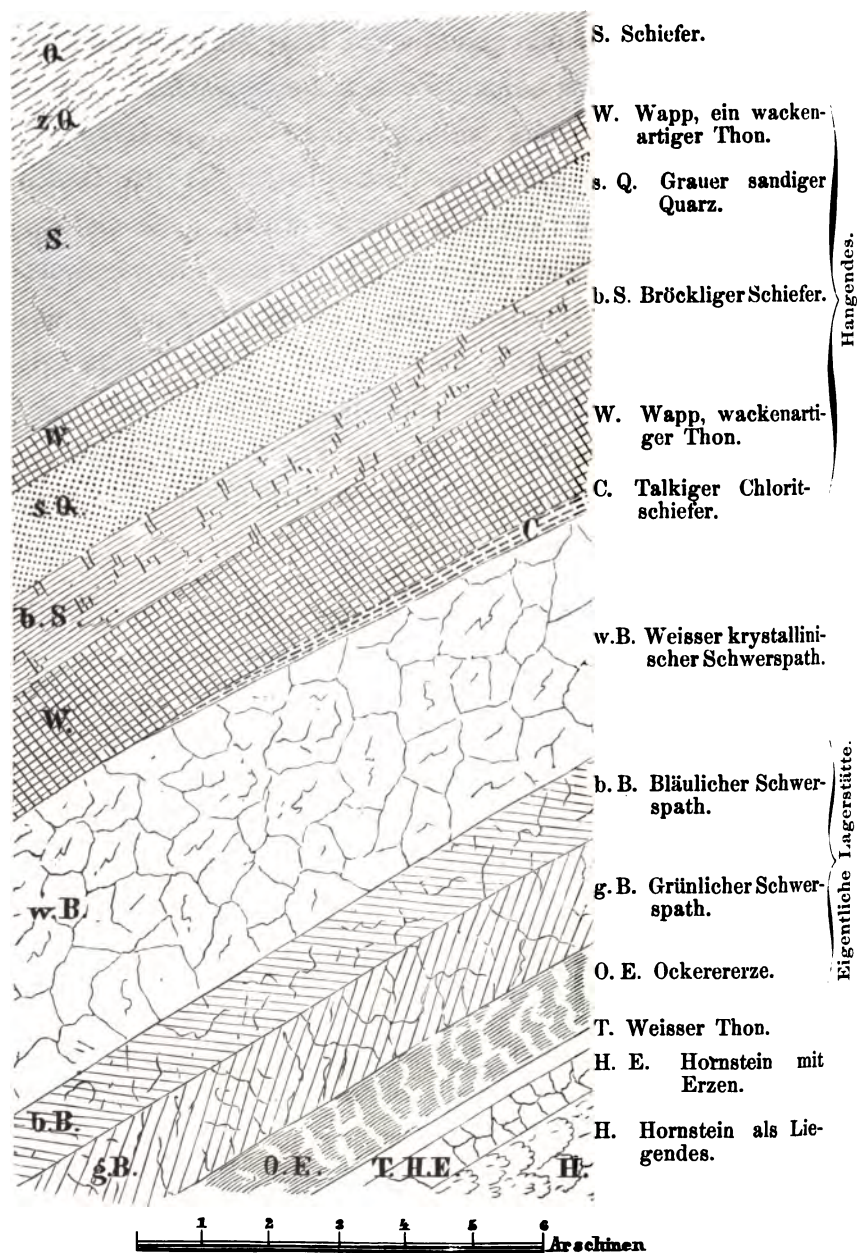 Q.
z.Q.
S.
W.
s.Q.
b.S
W.
C
w.B.
b.B.
g.B.
O.E.
T.
H.E.
H.
S. Schiefer.
W. Wapp, ein wacken-
artiger Thon.
s. Q. Grauer sandiger
Quarz.
b.S. Bröckliger Schiefer.
W. Wapp, wackenarti-
ger Thon.
C. Talkiger Chlorit-
schiefer.
Hangendes.
w.B. Weisser krystallini-
scher Schwerspath.
b.B. Bläulicher Schwer-
spath.
g.B. Grünlicher Schwer-
spath.
O.E. Ockerererze.
Eigentliche Lagerstätte.
T. Weisser Thon.
H. E. Hornstein mit
Erzen.
H. Hornstein als Lie-
gendes.
1 2 3 4 5 6
Arschinen